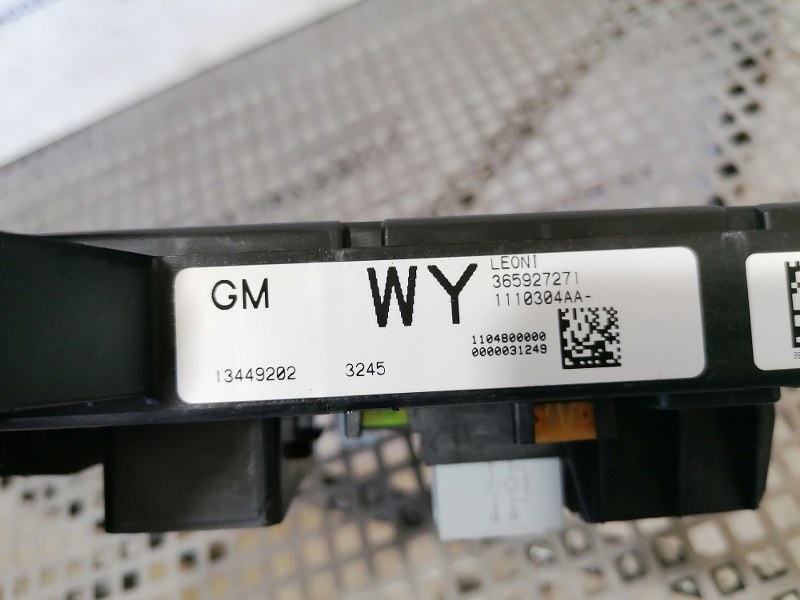 GM
WY
LEONI
365927271
1110304AA-
1104800000
0000031249
13449202 3245